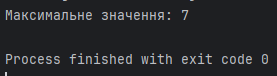 Максимальне значення: 7
Process finished with exit code 0